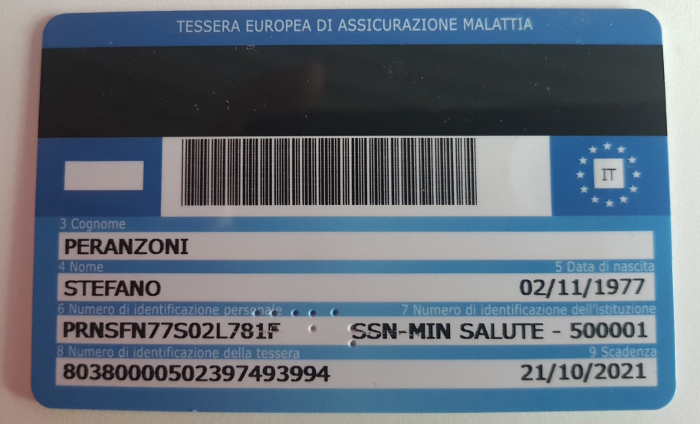 TESSERA EUROPEA DI ASSICURAZIONE MALATTIA
IT
3 Cognome
PERANZONI
4 Nome 5 Data di nascita
STEFANO 02/11/1977
6 Numero di identificazione personale 7 Numero di identificazione dell'istituzione
PRNSFN77S02L781F SSN-MIN SALUTE - 500001
8 Numero di identificazione della tessera 9 Scadenza
80380000502397493994 21/10/2021